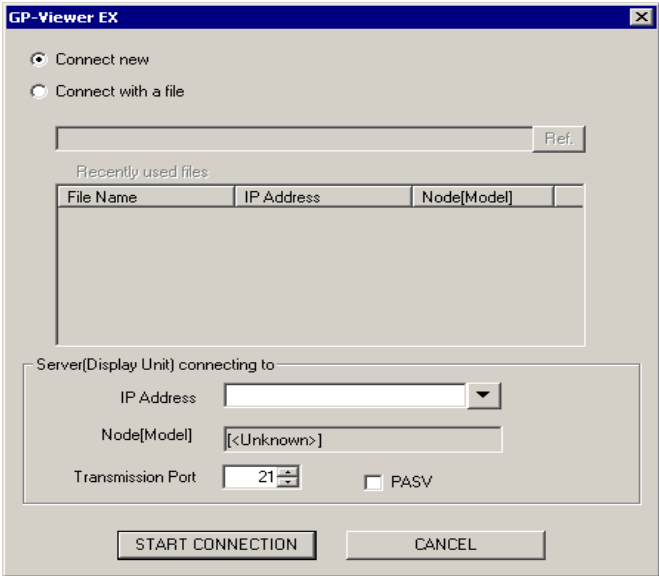 GP-Viewer EX
Connect new
Connect with a file
Ref.
Recently used files
File Name IP Address Node[Model]
Server(Display Unit) connecting to
IP Address
Node[Model] [<Unknown>]
Transmission Port 21 PASV
START CONNECTION CANCEL